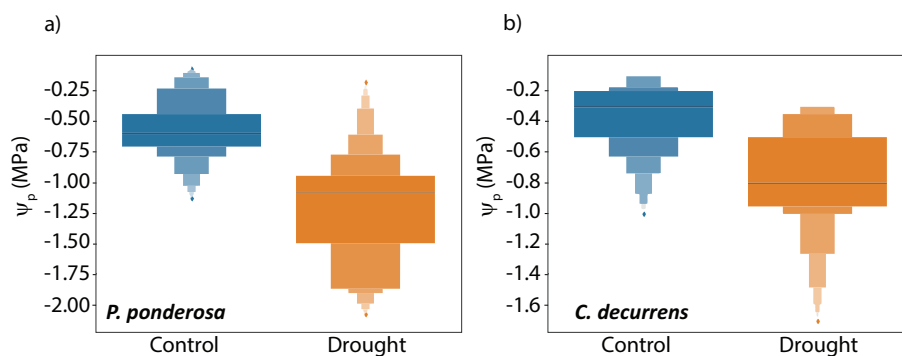 a)
b)
-0.25
-0.50
-0.75
-1.00
-1.25
-1.50
-1.75
-2.00
Ψp (MPa)
P. ponderosa
Control
Drought
-0.2
-0.4
-0.6
-0.8
-1.0
-1.2
-1.4
-1.6
Ψp (MPa)
C. decurrens
Control
Drought